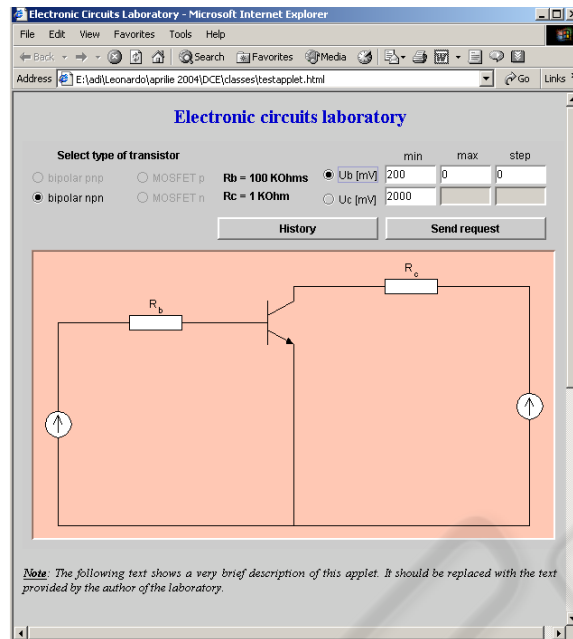 Electronic Circuits Laboratory - Microsoft Internet Explorer
File Edit View Favorites Tools Help
Back Search Favorites Media
Address E:\adi\Leonardo\aprilie 2004\DCE\classes\testapplet.html Go Links
Electronic circuits laboratory
Select type of transistor min max step
bipolar pnp MOSFET p Rb = 100 KOhms Ub [mV] 200 0 0
bipolar npn MOSFET n Rc = 1 KOhm Uc [mV] 2000
History Send request
Rc
Rb
Note: The following text shows a very brief description of this applet. It should be replaced with the text
provided by the author of the laboratory.